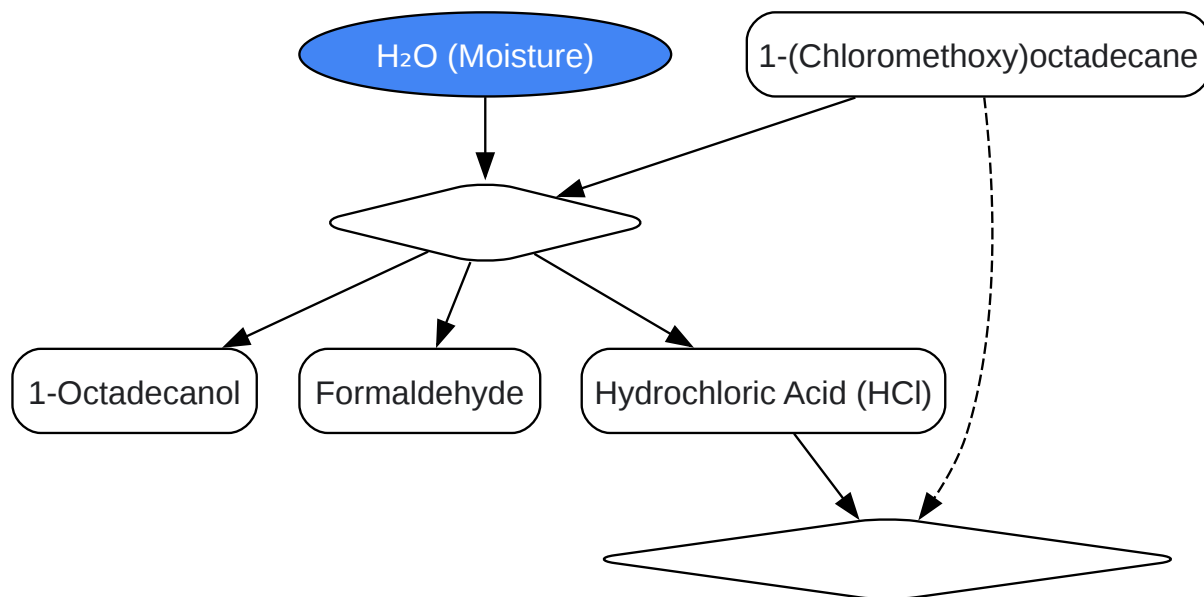 H₂O (Moisture)
1-(Chloromethoxy)octadecane
1-Octadecanol
Formaldehyde
Hydrochloric Acid (HCl)